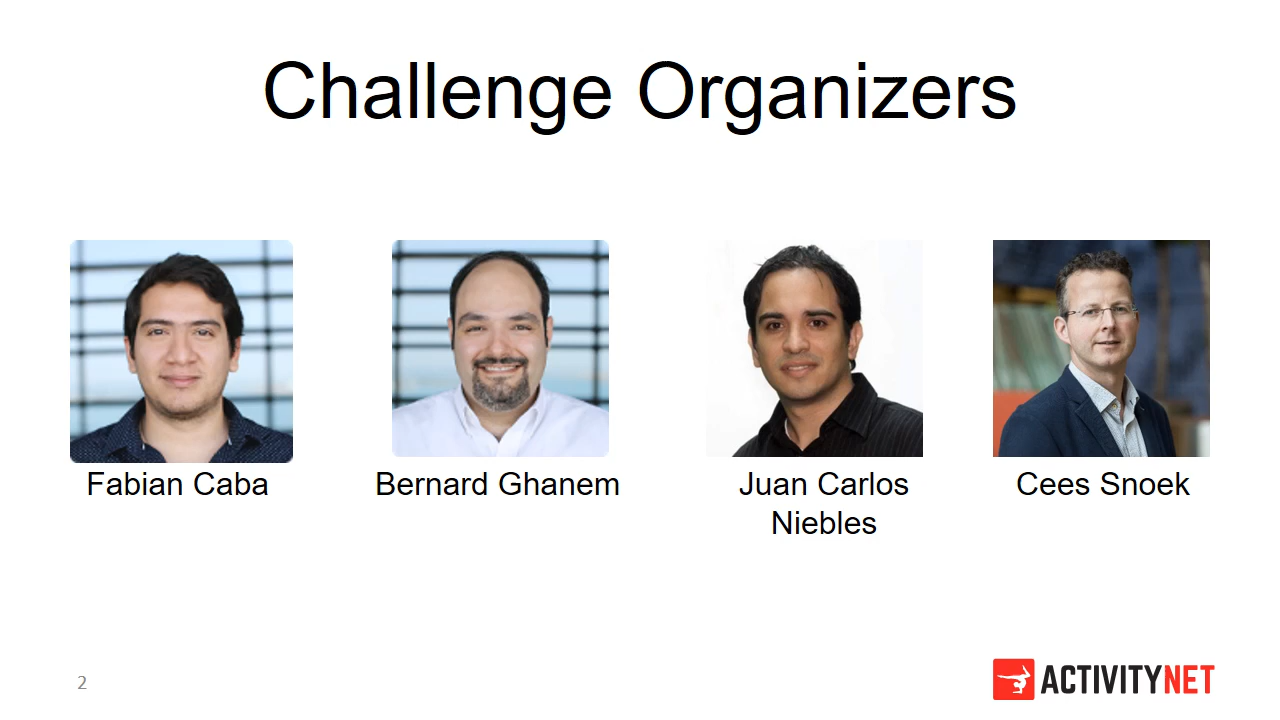 Challenge Organizers
Fabian Caba
Bernard Ghanem
Juan Carlos
Niebles
Cees Snoek
2
ACTIVITYNET